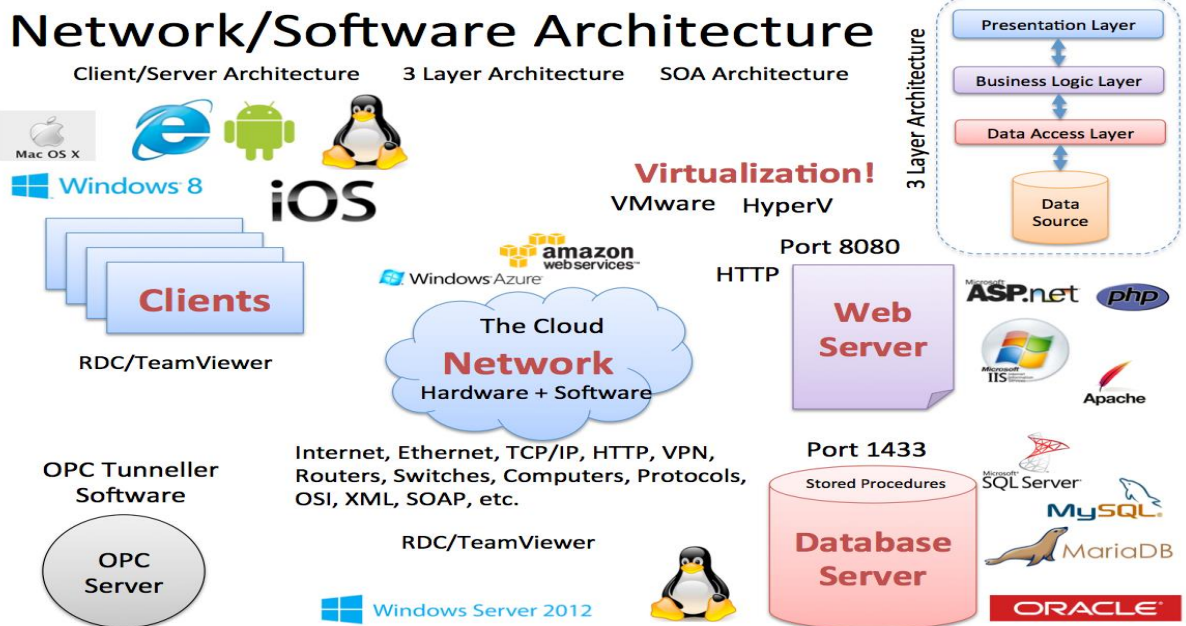 Network/Software Architecture
Client/Server Architecture
3 Layer Architecture
SOA Architecture
Mac OS X
Windows 8
iOS
Clients
RDC/TeamViewer
OPC Tunneller
Software
OPC
Server
amazon
web services™
Windows Azure
The Cloud
Network
Hardware + Software
Internet, Ethernet, TCP/IP, HTTP, VPN,
Routers, Switches, Computers, Protocols,
OSI, XML, SOAP, etc.
RDC/TeamViewer
Windows Server 2012
Virtualization!
VMware
HyperV
Port 8080
HTTP
Web
Server
Microsoft
ASP.net
php
Microsoft
IIS
Apache
Port 1433
Stored Procedures
Database
Server
Microsoft®
SQL Server
MySQL
MariaDB
ORACLE
3 Layer Architecture
Presentation Layer
Business Logic Layer
Data Access Layer
Data
Source